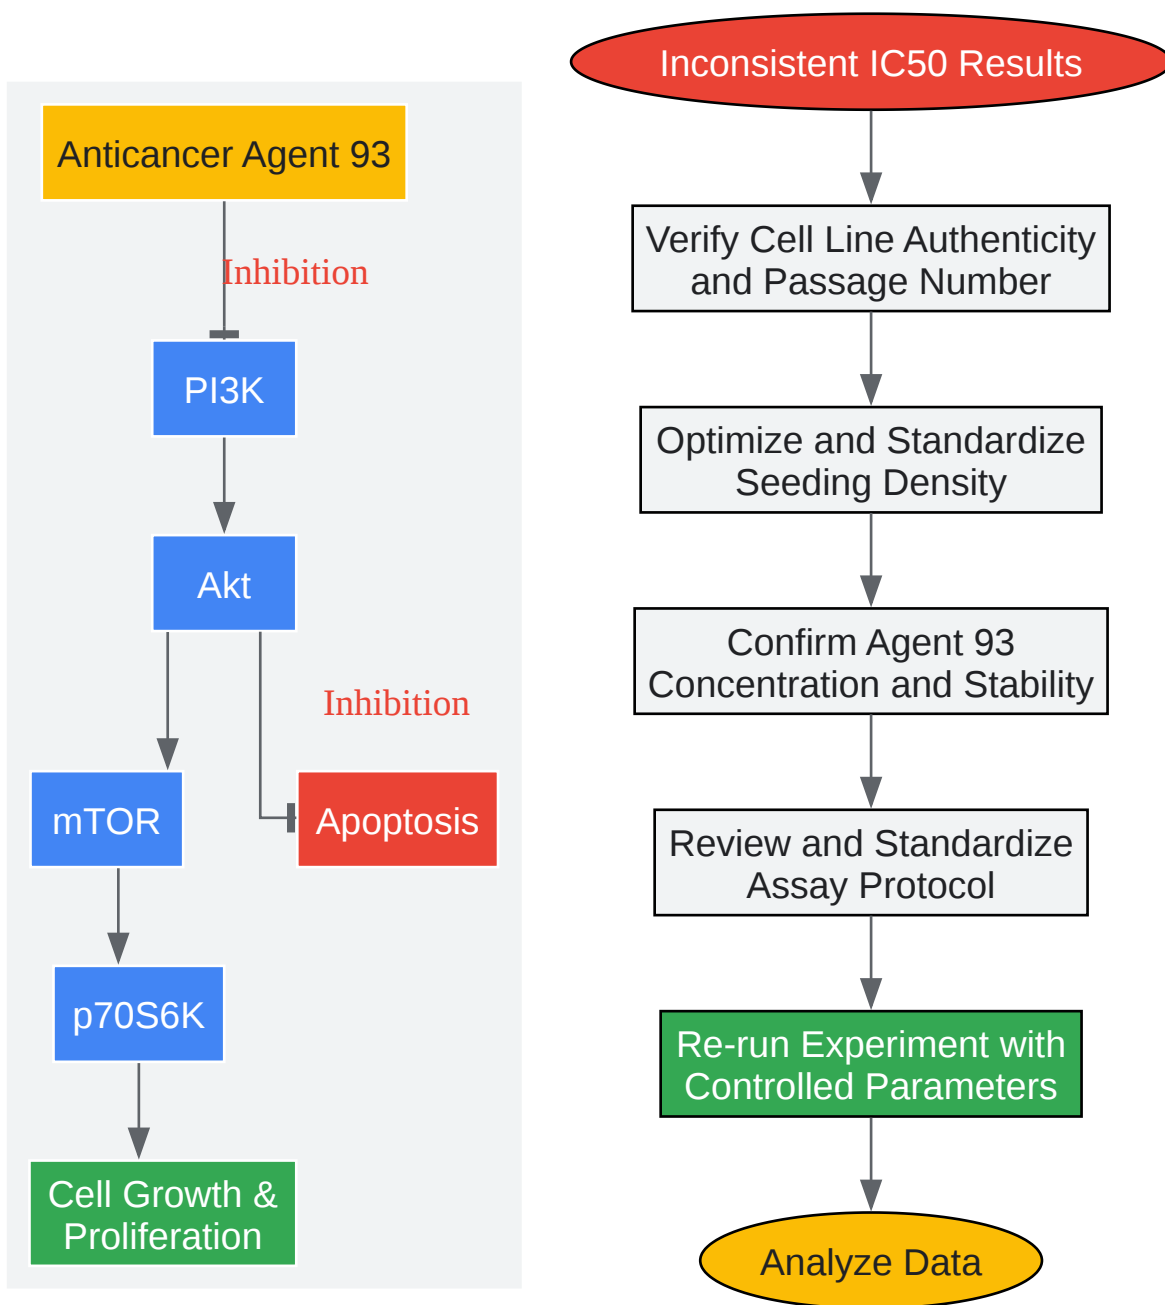 Anticancer Agent 93
Inhibition
PI3K
Akt
Inhibition
mTOR
Apoptosis
p70S6K
Cell Growth &
Proliferation
Inconsistent IC50 Results
Verify Cell Line Authenticity
and Passage Number
Optimize and Standardize
Seeding Density
Confirm Agent 93
Concentration and Stability
Review and Standardize
Assay Protocol
Re-run Experiment with
Controlled Parameters
Analyze Data